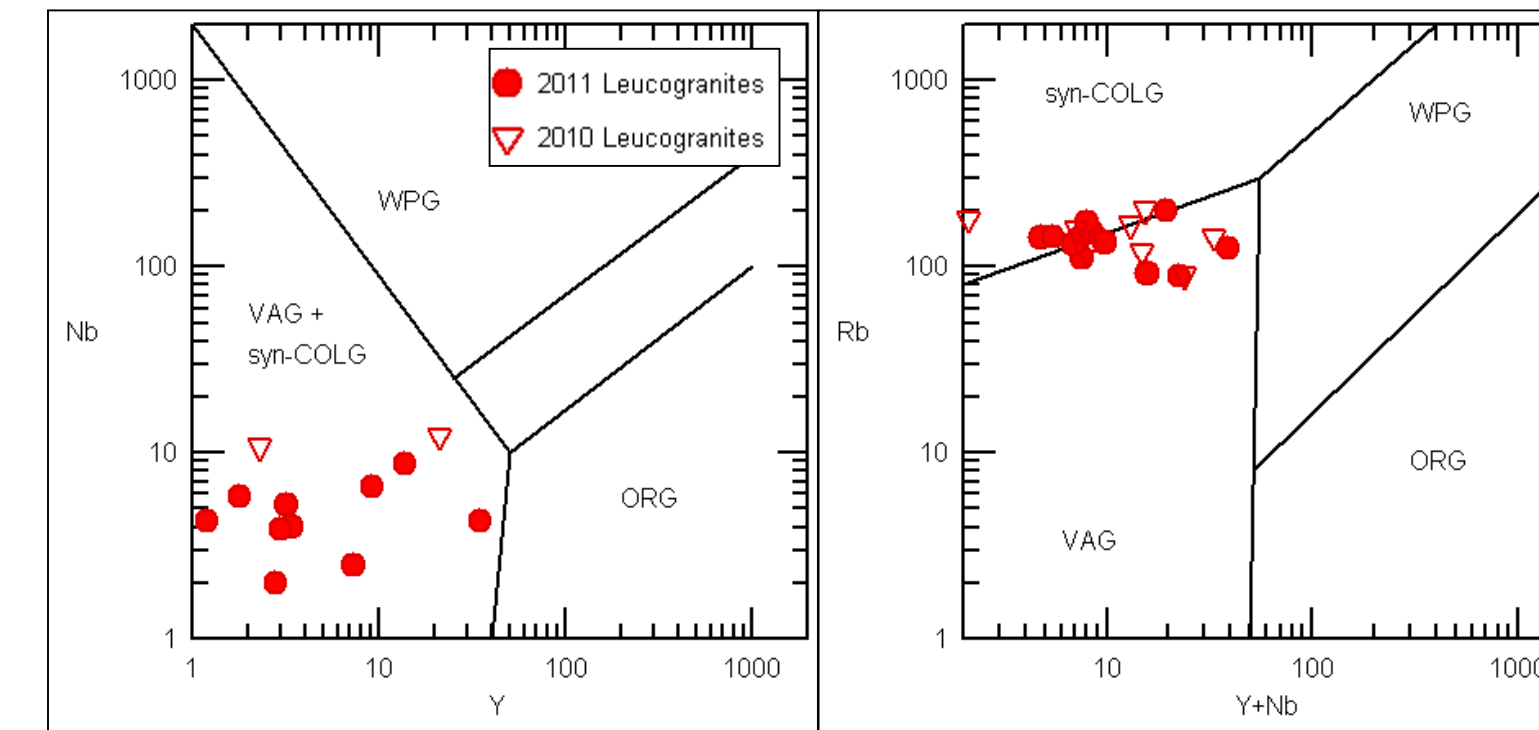 1000
100
10
1
Nb
1
10
100
1000
Y
WPG
VAG +
syn-COLG
ORG
2011 Leucogranites
2010 Leucogranites
1000
100
10
1
Rb
10
100
1000
Y+Nb
syn-COLG
WPG
VAG
ORG